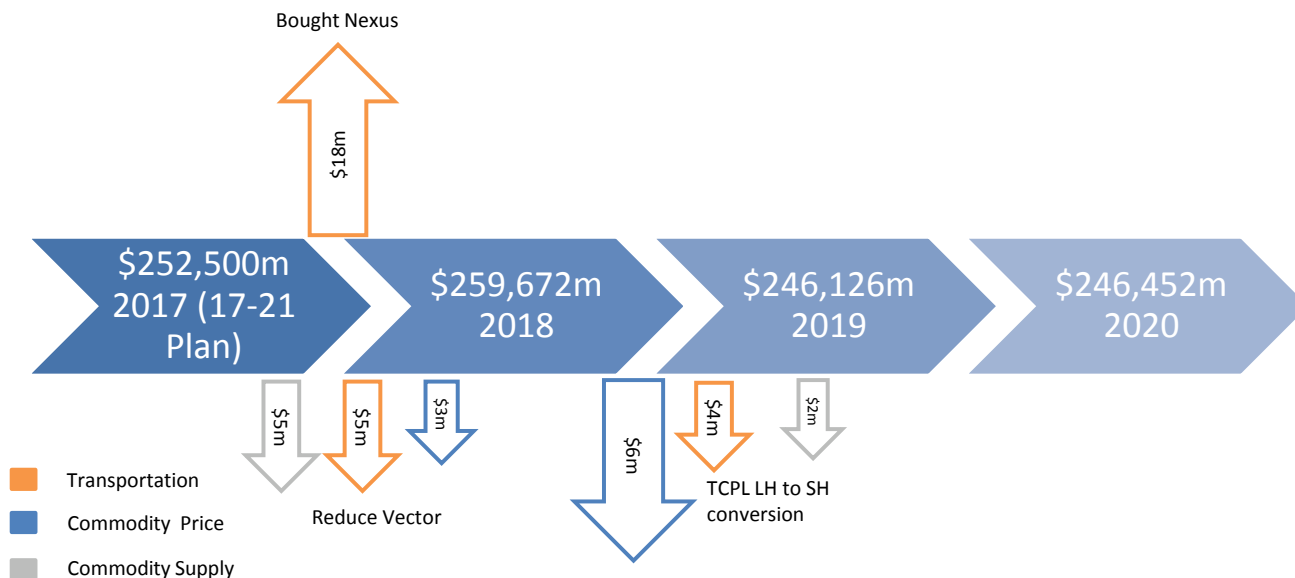 Bought Nexus
$18m
$252,500m
2017 (17-21
Plan)
$259,672m
2018
$246,126m
2019
$246,452m
2020
$5m
$5m
$3m
$6m
$4m
$2m
Reduce Vector
TCPL LH to SH
conversion
Transportation
Commodity Price
Commodity Supply